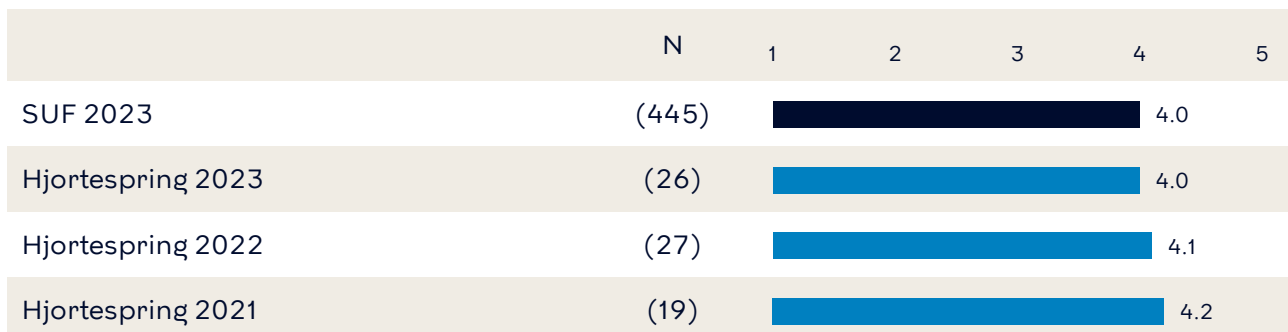 N 1 2 3 4 5
SUF 2023 (445) 4.0
Hjortespring 2023 (26) 4.0
Hjortespring 2022 (27) 4.1
Hjortespring 2021 (19) 4.2